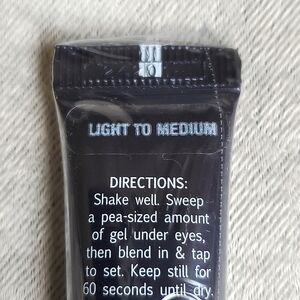 LIGHT TO MEDIUM
DIRECTIONS:
Shake well. Sweep
a pea-sized amount
of gel under eyes,
then blend in & tap
to set. Keep still for
60 seconds until dry.